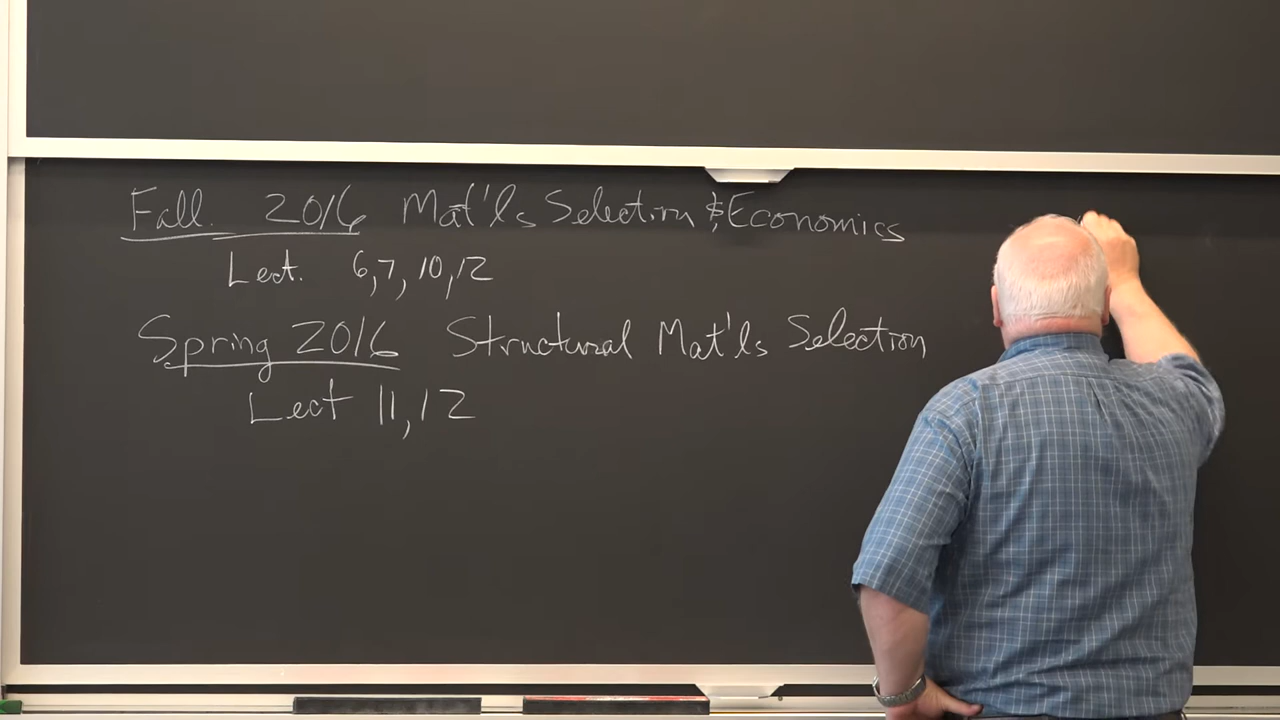 Fall. 2016 Mat'ls Selection & Economics
Lect. 6,7,10,12
Spring 2016 Structural Mat'ls Selection
Lect 11,12